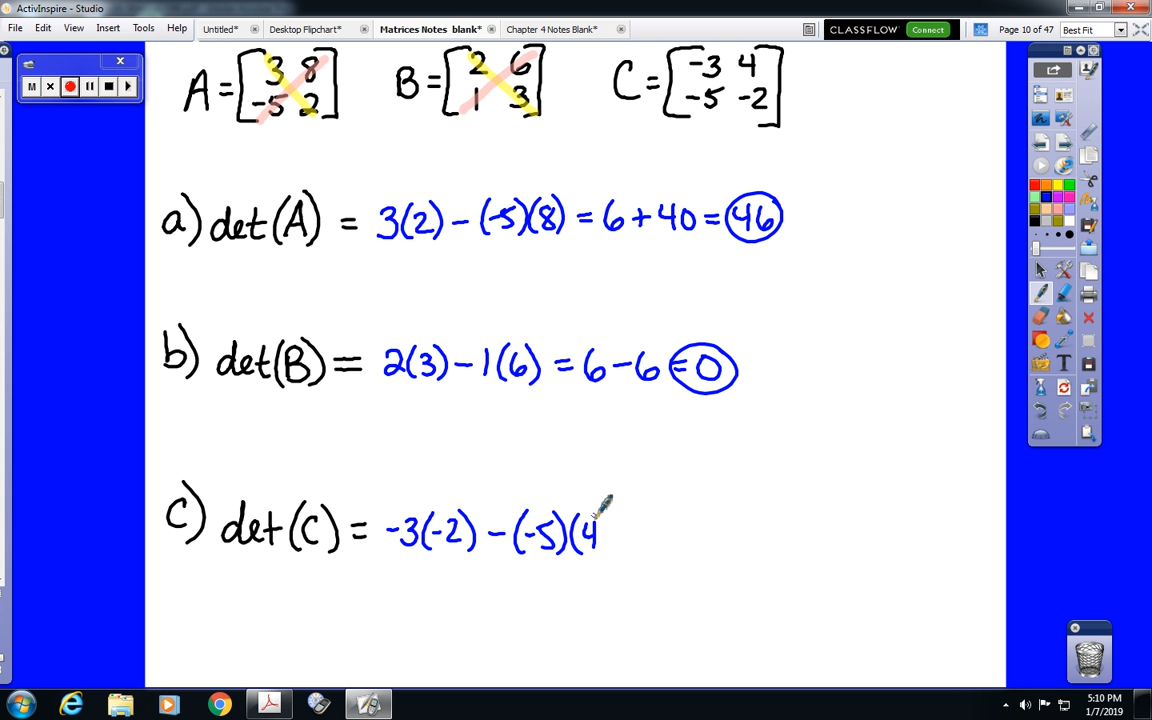 ActivInspire - Studio
File Edit View Insert Tools Help Untitled* Desktop Flipchart* Matrices Notes blank* Chapter 4 Notes Blank* CLASSFLOW Connect Page 10 of 47 Best Fit
A = [3 8 -5 2] B = [2 6 1 3] C = [-3 4 -5 -2]
a) det(A) = 3(2) - (-5)(8) = 6 + 40 = 46
b) det(B) = 2(3) - 1(6) = 6 - 6 = 0
c) det(C) = -3(-2) - (-5)(4
5:10 PM
1/7/2019